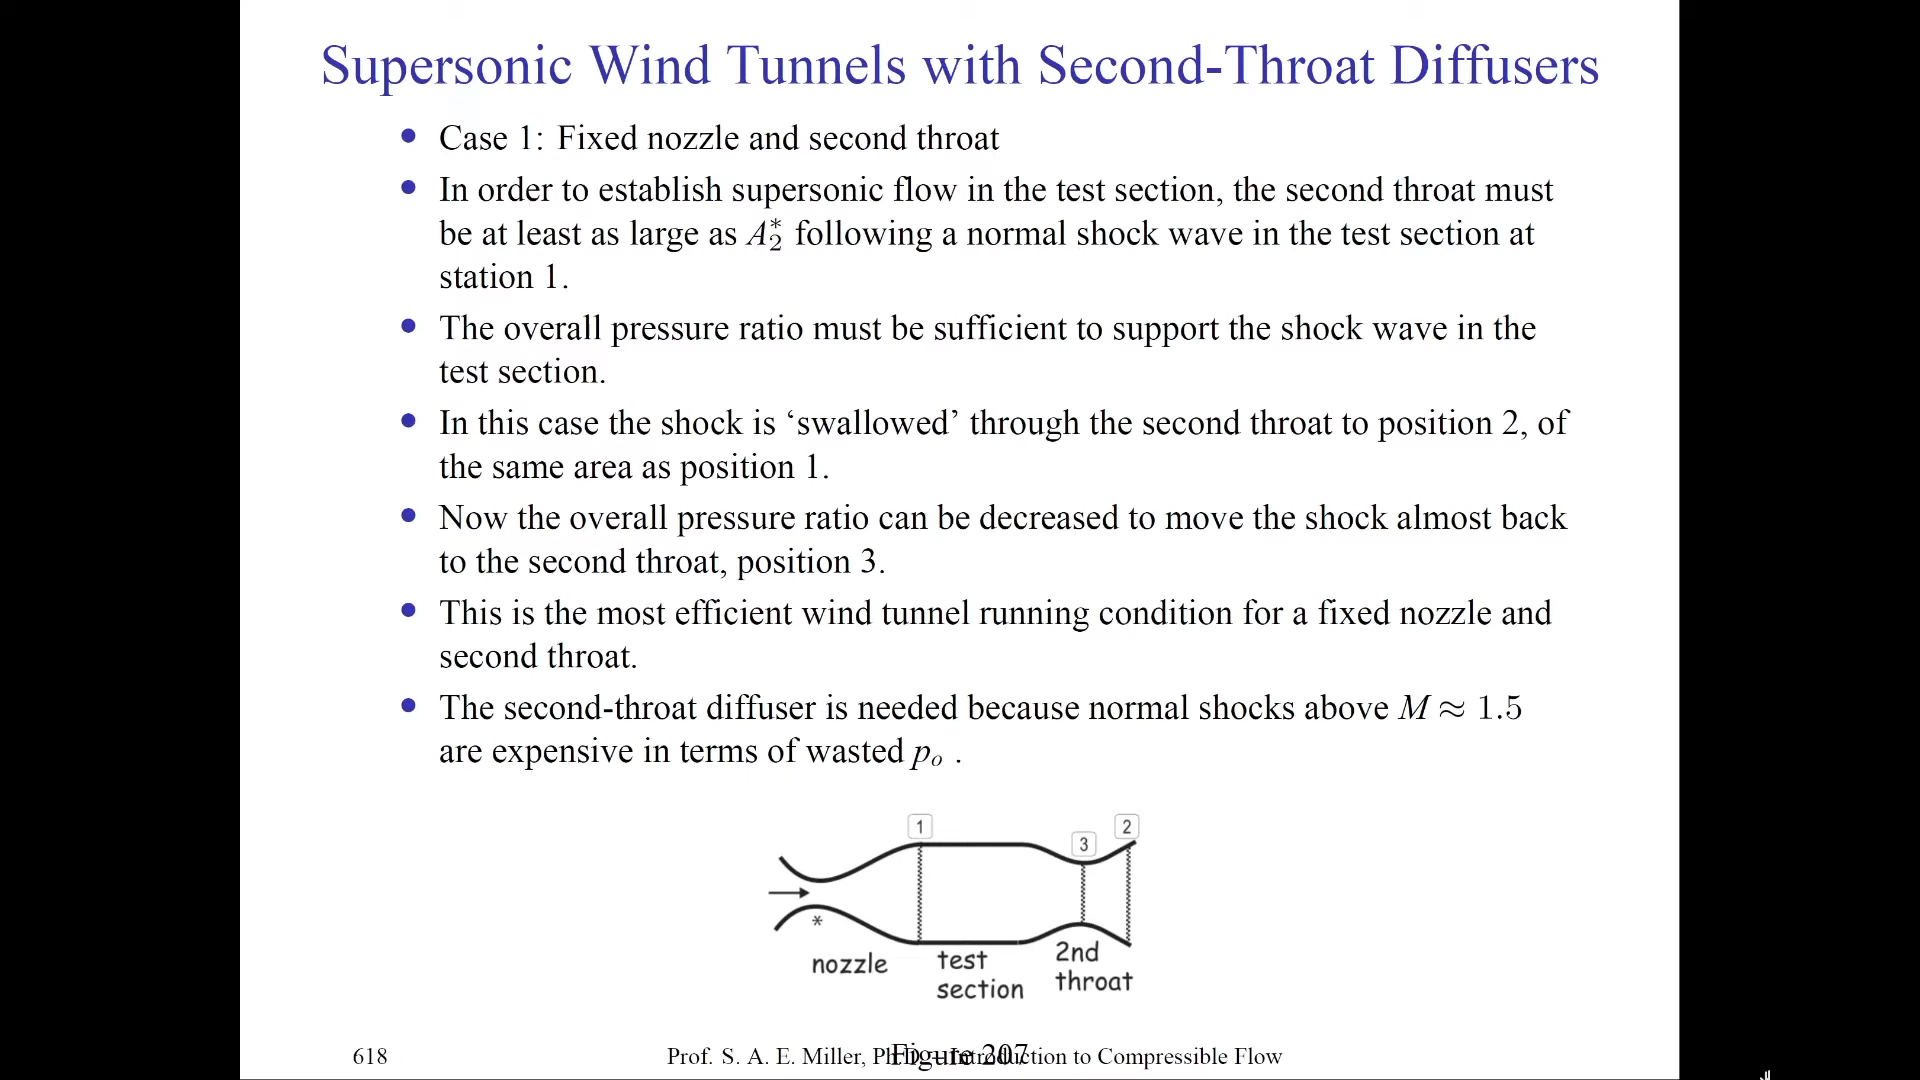 Supersonic Wind Tunnels with Second-Throat Diffusers
• Case 1: Fixed nozzle and second throat
• In order to establish supersonic flow in the test section, the second throat must
be at least as large as A₂* following a normal shock wave in the test section at
station 1.
• The overall pressure ratio must be sufficient to support the shock wave in the
test section.
• In this case the shock is ‘swallowed’ through the second throat to position 2, of
the same area as position 1.
• Now the overall pressure ratio can be decreased to move the shock almost back
to the second throat, position 3.
• This is the most efficient wind tunnel running condition for a fixed nozzle and
second throat.
• The second-throat diffuser is needed because normal shocks above M ≈ 1.5
are expensive in terms of wasted pₒ .
1
2
3
*
nozzle
test
section
2nd
throat
618
Prof. S. A. E. Miller, Ph.D. – Introduction to Compressible Flow
Figure 207